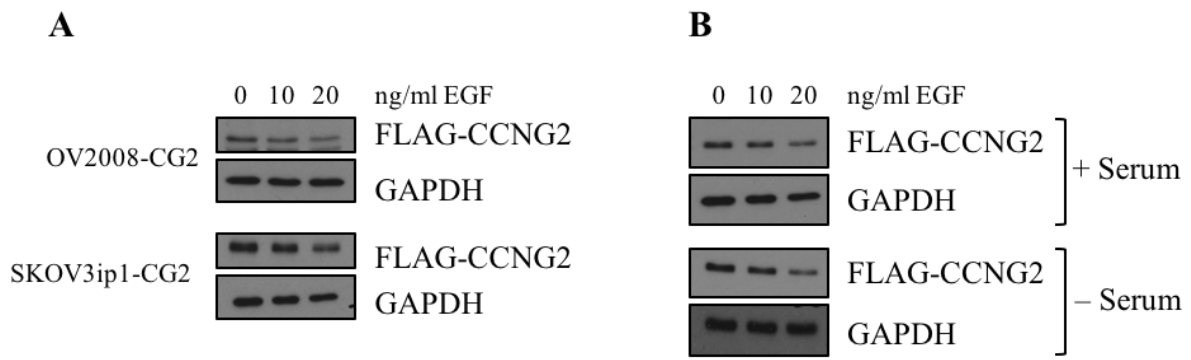 A
0 10 20 ng/ml EGF
OV2008-CG2
FLAG-CCNG2
GAPDH
SKOV3ip1-CG2
FLAG-CCNG2
GAPDH
B
0 10 20 ng/ml EGF
FLAG-CCNG2
GAPDH
+ Serum
FLAG-CCNG2
GAPDH
– Serum